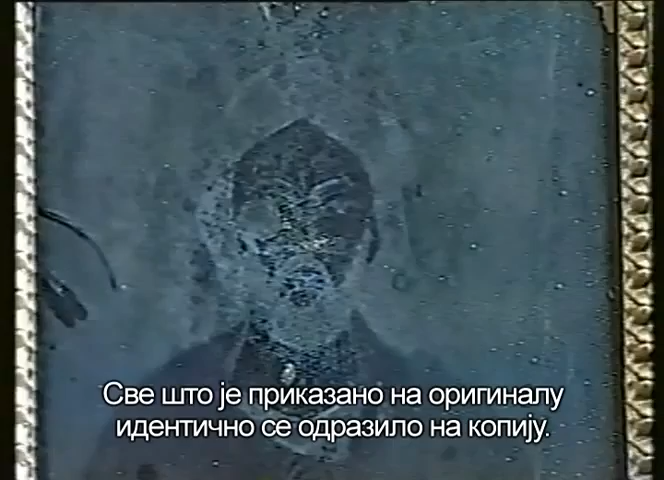 Све што је приказано на оригиналу
идентично се одразило на копију.